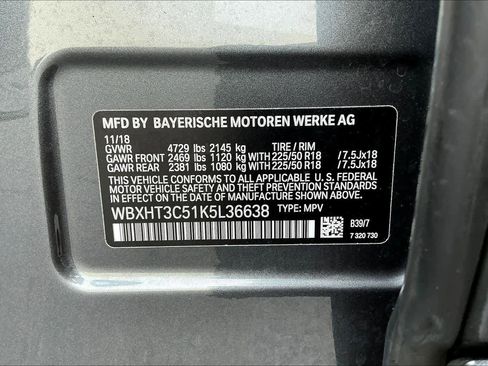 MFD BY BAYERISCHE MOTOREN WERKE AG
11/18
GVWR 4729 lbs 2145 kg TIRE / RIM
GAWR FRONT 2469 lbs 1120 kg WITH 225/50 R18 /7.5Jx18
GAWR REAR 2381 lbs 1080 kg WITH 225/50 R18 /7.5Jx18
THIS VEHICLE CONFORMS TO ALL APPLICABLE U.S. FEDERAL
MOTOR VEHICLE SAFETY, BUMPER, AND THEFT PREVENTION STANDARDS
IN EFFECT ON THE DATE OF MANUFACTURE SHOWN ABOVE.
WBXHT3C51K5L36638 TYPE: MPV
B39/7
7 320 730